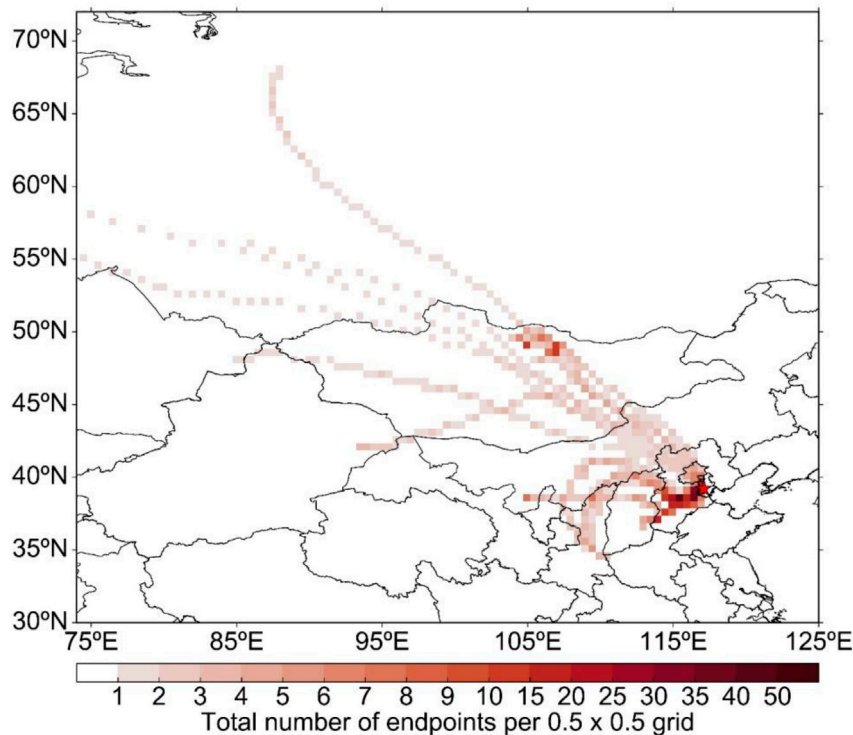 70ºN
65ºN
60ºN
55ºN
50ºN
45ºN
40ºN
35ºN
30ºN
75ºE 85ºE 95ºE 105ºE 115ºE 125ºE
1 2 3 4 5 6 7 8 9 10 15 20 25 30 35 40 50
Total number of endpoints per 0.5 x 0.5 grid